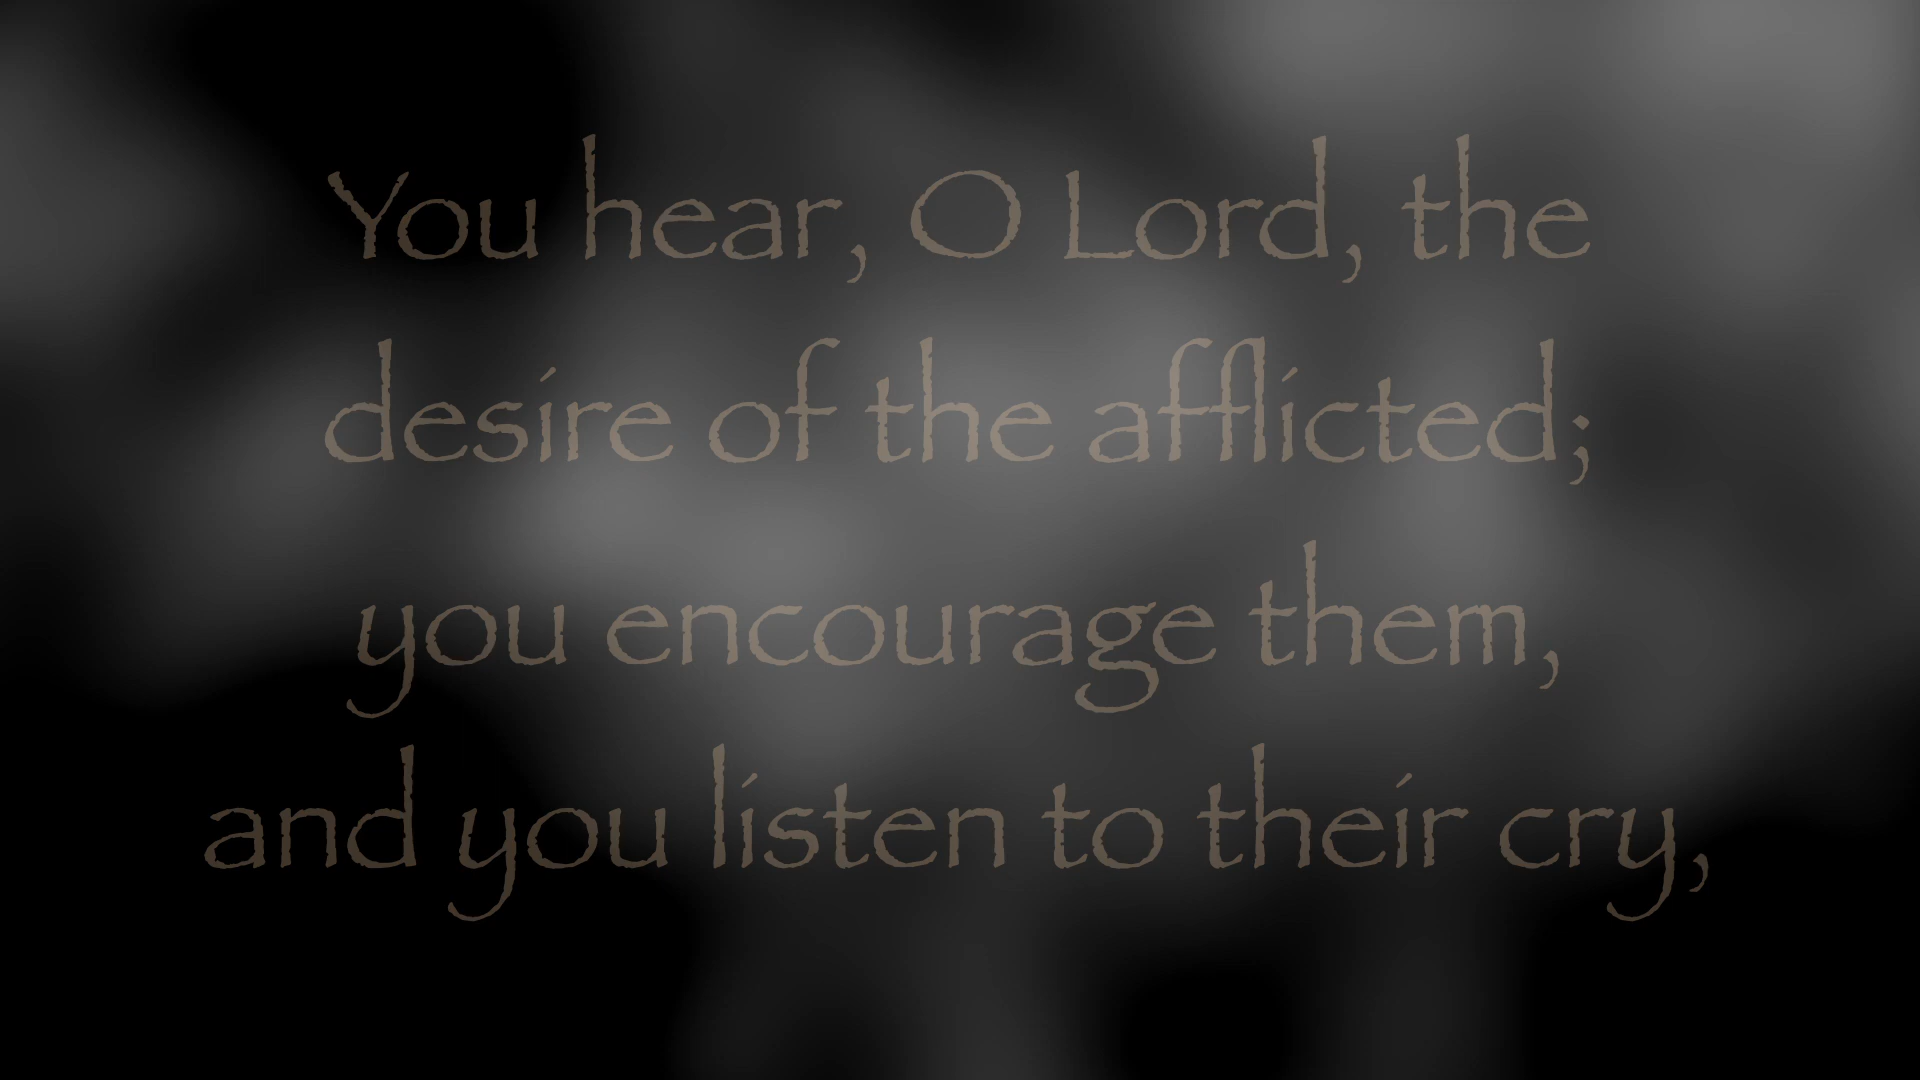 You hear, O Lord, the
desire of the afflicted;
you encourage them,
and you listen to their cry,